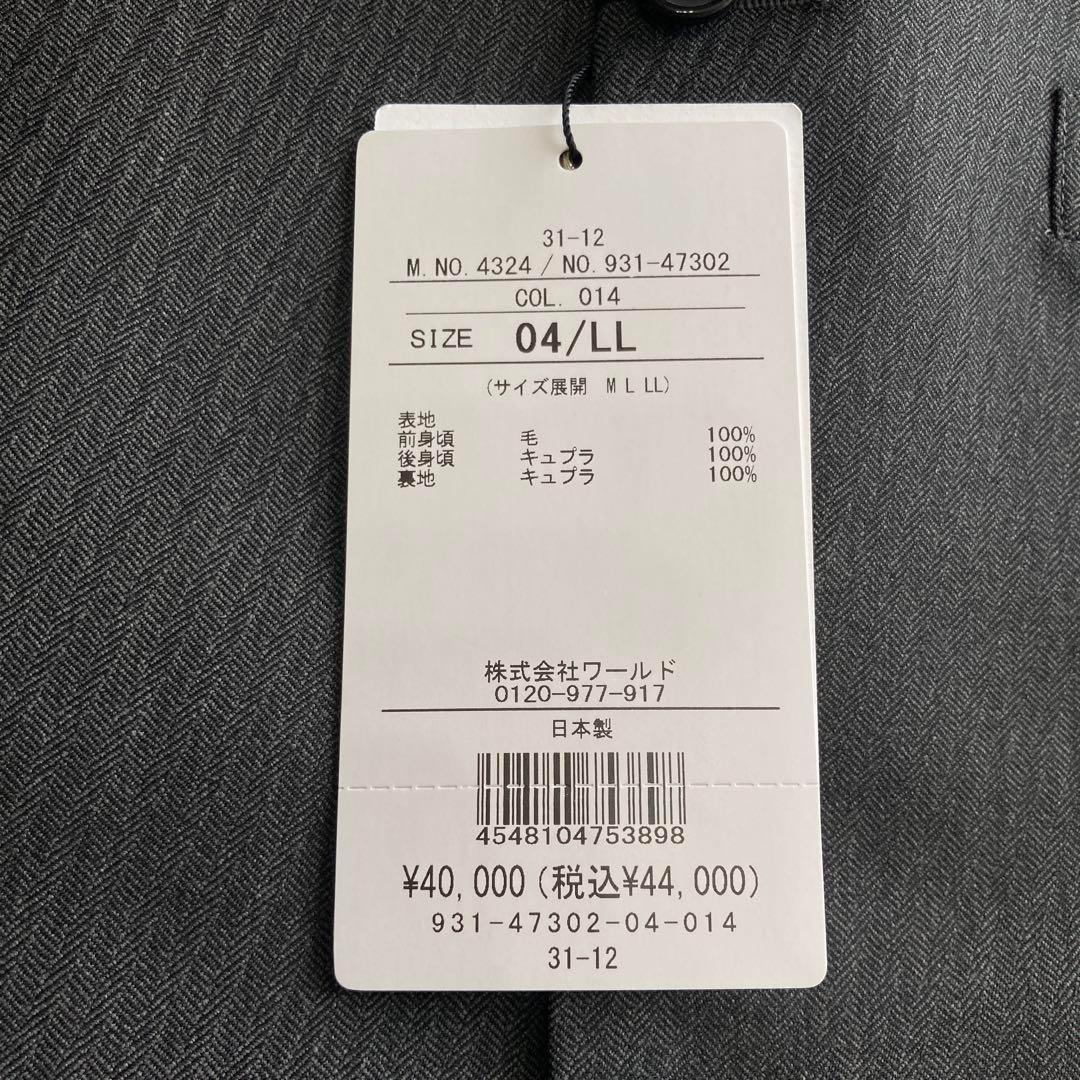 31-12
M.NO.4324 / NO.931-47302
COL. 014
SIZE 04/LL
(サイズ展開 M L LL)
表地
前身頃 毛 100%
後身頃 キュプラ 100%
裏地 キュプラ 100%
株式会社ワールド
0120-977-917
日本製
4548104753898
¥40,000(税込¥44,000)
931-47302-04-014
31-12